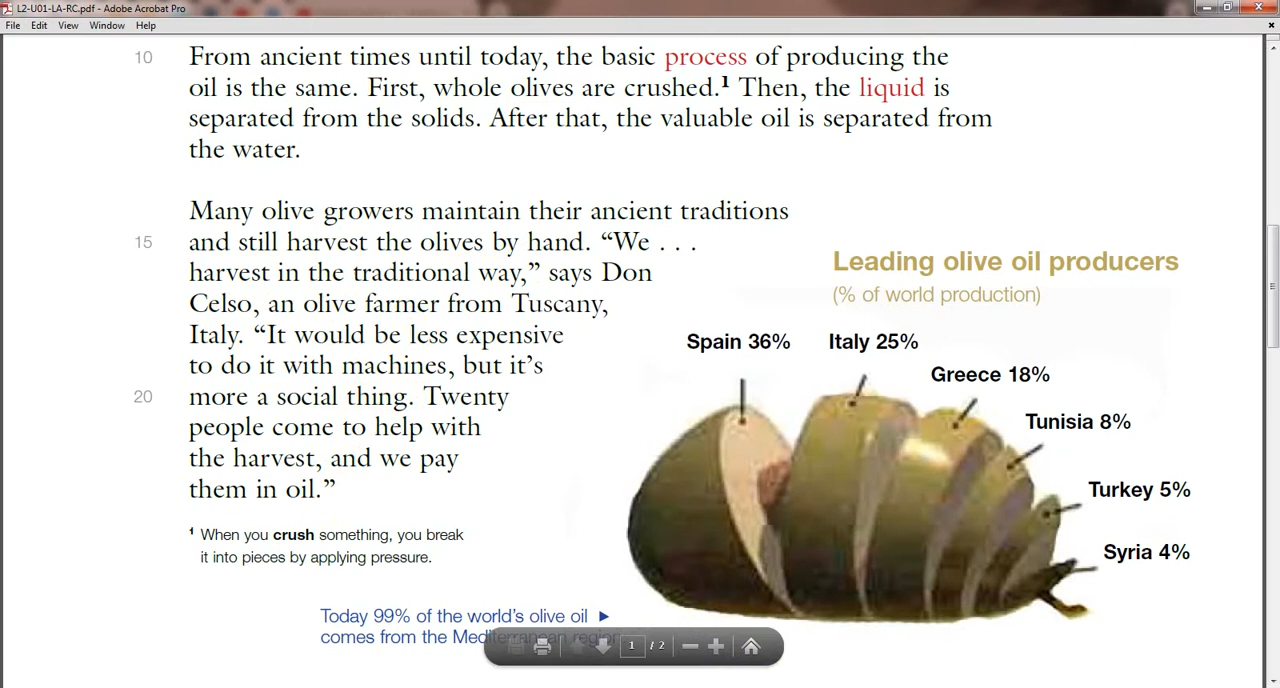 L2-U01-LA-RC.pdf - Adobe Acrobat Pro
File Edit View Window Help
10 From ancient times until today, the basic process of producing the
oil is the same. First, whole olives are crushed.¹ Then, the liquid is
separated from the solids. After that, the valuable oil is separated from
the water.
Many olive growers maintain their ancient traditions
15 and still harvest the olives by hand. “We . . .
harvest in the traditional way,” says Don
Celso, an olive farmer from Tuscany,
Italy. “It would be less expensive
to do it with machines, but it’s
20 more a social thing. Twenty
people come to help with
the harvest, and we pay
them in oil.”
¹ When you crush something, you break
it into pieces by applying pressure.
Leading olive oil producers
(% of world production)
Spain 36% Italy 25%
Greece 18%
Tunisia 8%
Turkey 5%
Syria 4%
Today 99% of the world’s olive oil ►
comes from the Mediterranean region
1 / 2